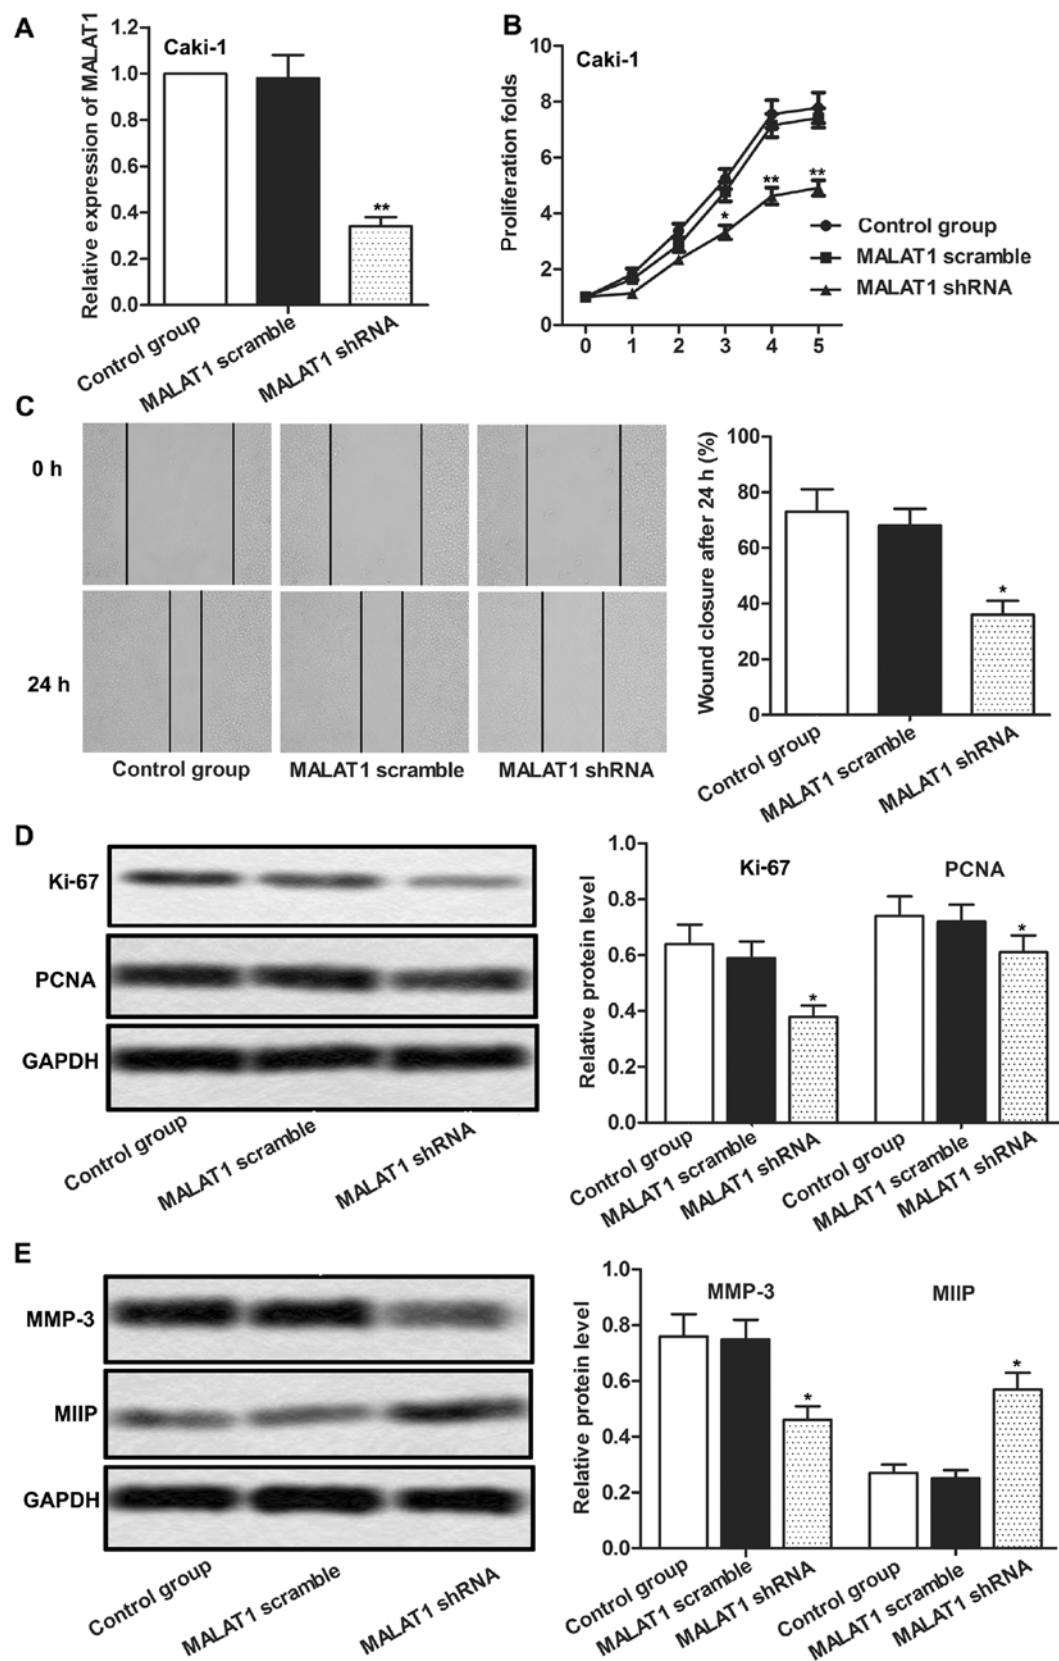 A
Relative expression of MALAT1
1.2
1.0
0.8
0.6
0.4
0.2
0.0
Caki-1
**
Control group
MALAT1 scramble
MALAT1 shRNA
B
Proliferation folds
10
8
6
4
2
0
Caki-1
*
**
**
Control group
MALAT1 scramble
MALAT1 shRNA
0 1 2 3 4 5
C
0 h
24 h
Control group
MALAT1 scramble
MALAT1 shRNA
Wound closure after 24 h (%)
100
80
60
40
20
0
*
Control group
MALAT1 scramble
MALAT1 shRNA
D
Ki-67
PCNA
GAPDH
Control group
MALAT1 scramble
MALAT1 shRNA
Relative protein level
1.0
0.8
0.6
0.4
0.2
0.0
Ki-67
PCNA
*
*
Control group
MALAT1 scramble
MALAT1 shRNA
Control group
MALAT1 scramble
MALAT1 shRNA
E
MMP-3
MIIP
GAPDH
Control group
MALAT1 scramble
MALAT1 shRNA
Relative protein level
1.0
0.8
0.6
0.4
0.2
0.0
MMP-3
MIIP
*
*
Control group
MALAT1 scramble
MALAT1 shRNA
Control group
MALAT1 scramble
MALAT1 shRNA